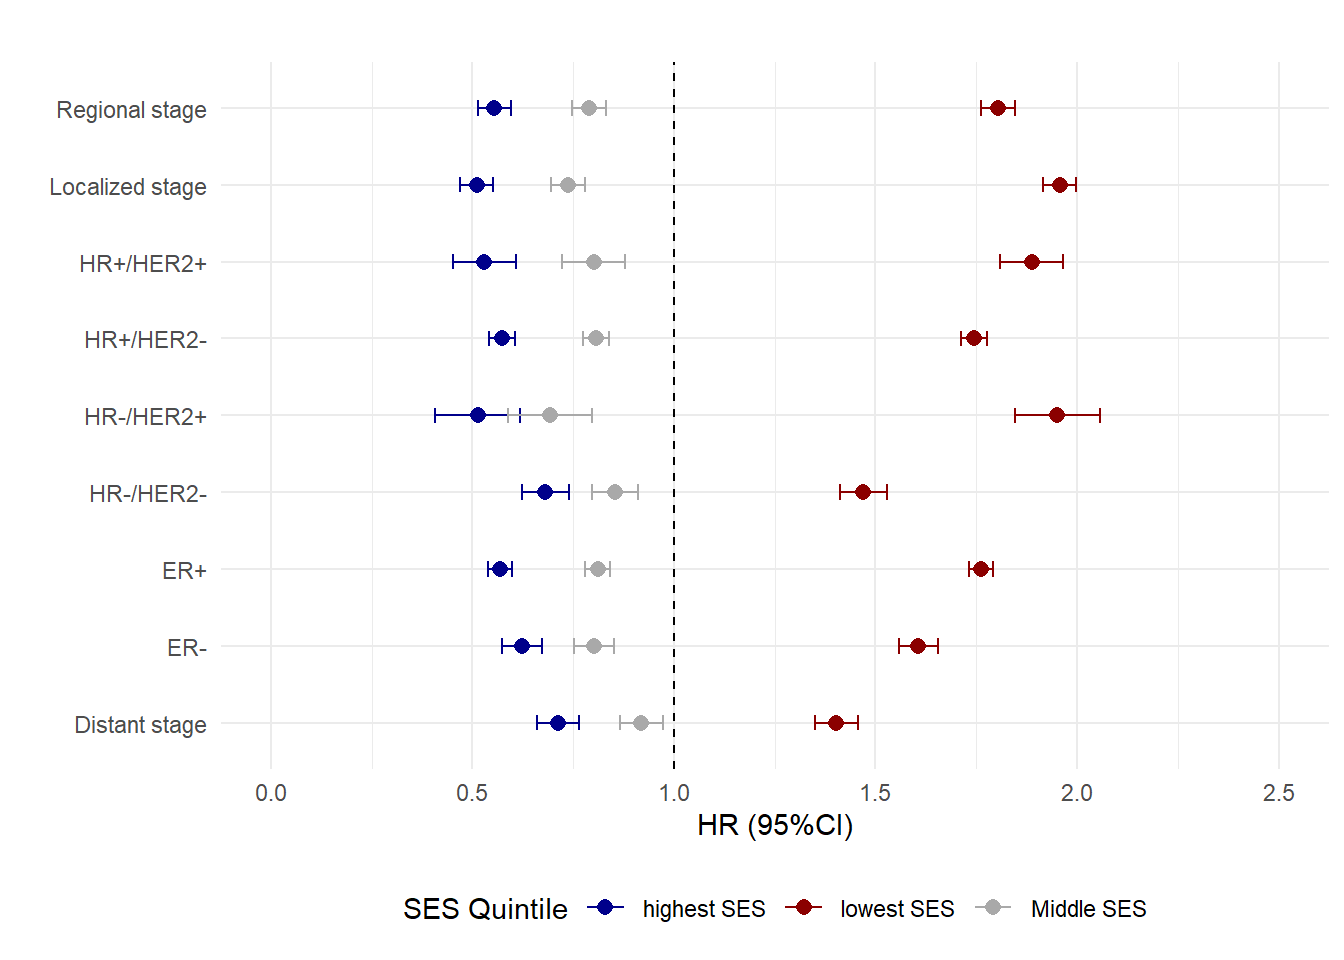 Regional stage
Localized stage
HR+/HER2+
HR+/HER2-
HR-/HER2+
HR-/HER2-
ER+
ER-
Distant stage
0.0 0.5 1.0 1.5 2.0 2.5
HR (95%CI)
SES Quintile highest SES lowest SES Middle SES